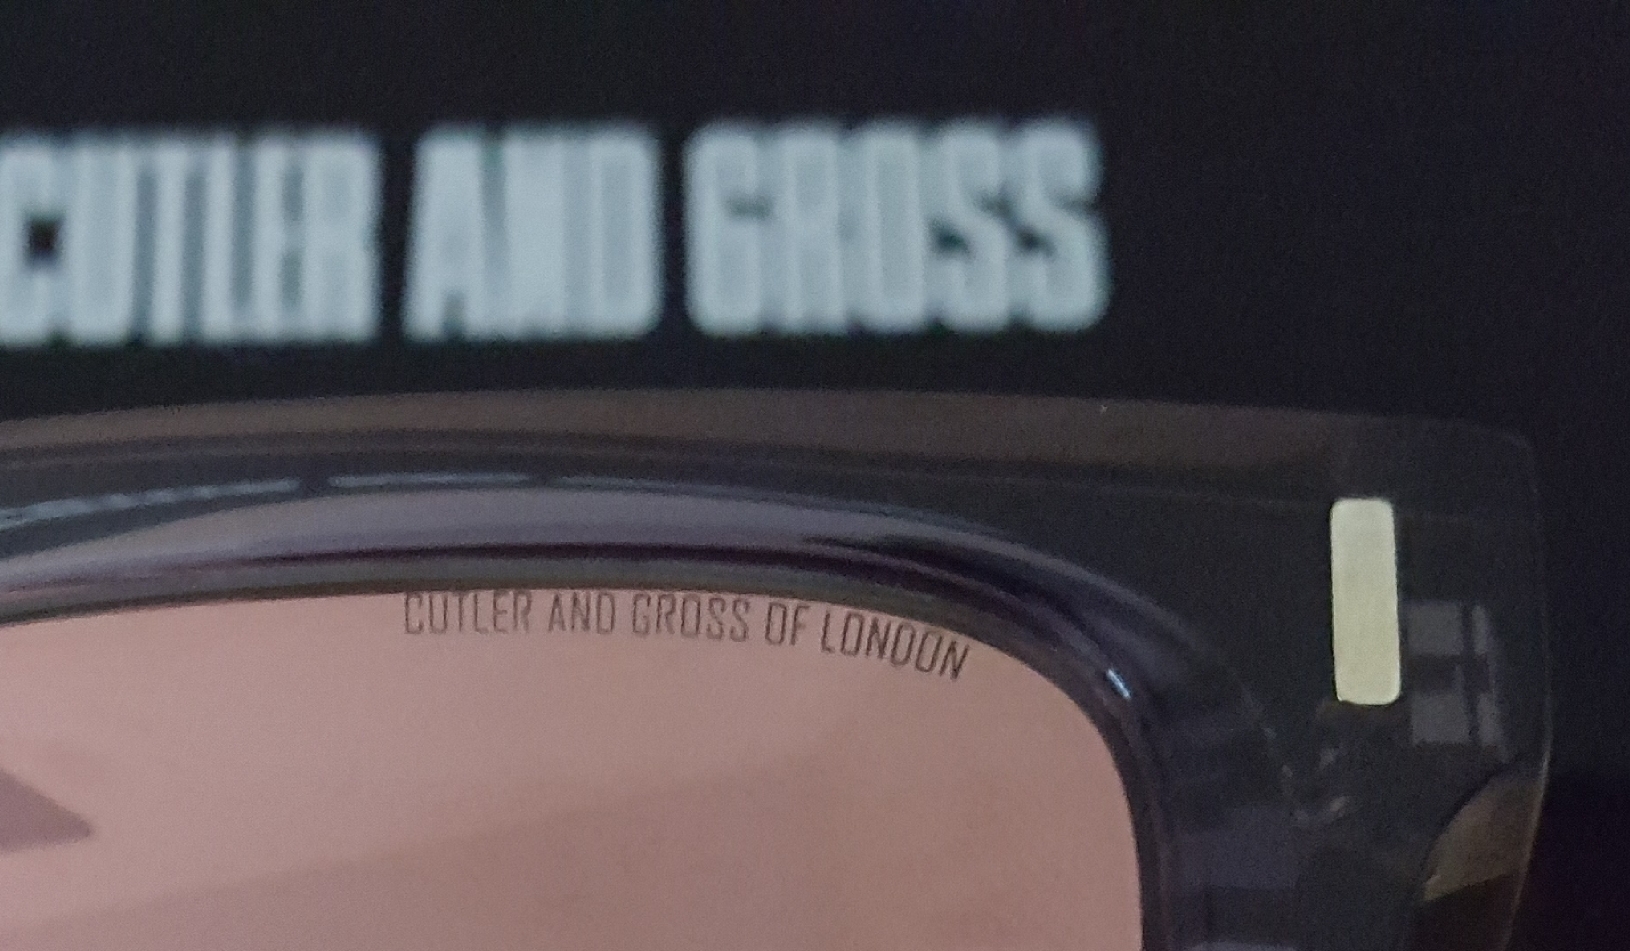 CUTLER AND GROSS
CUTLER AND GROSS OF LONDON